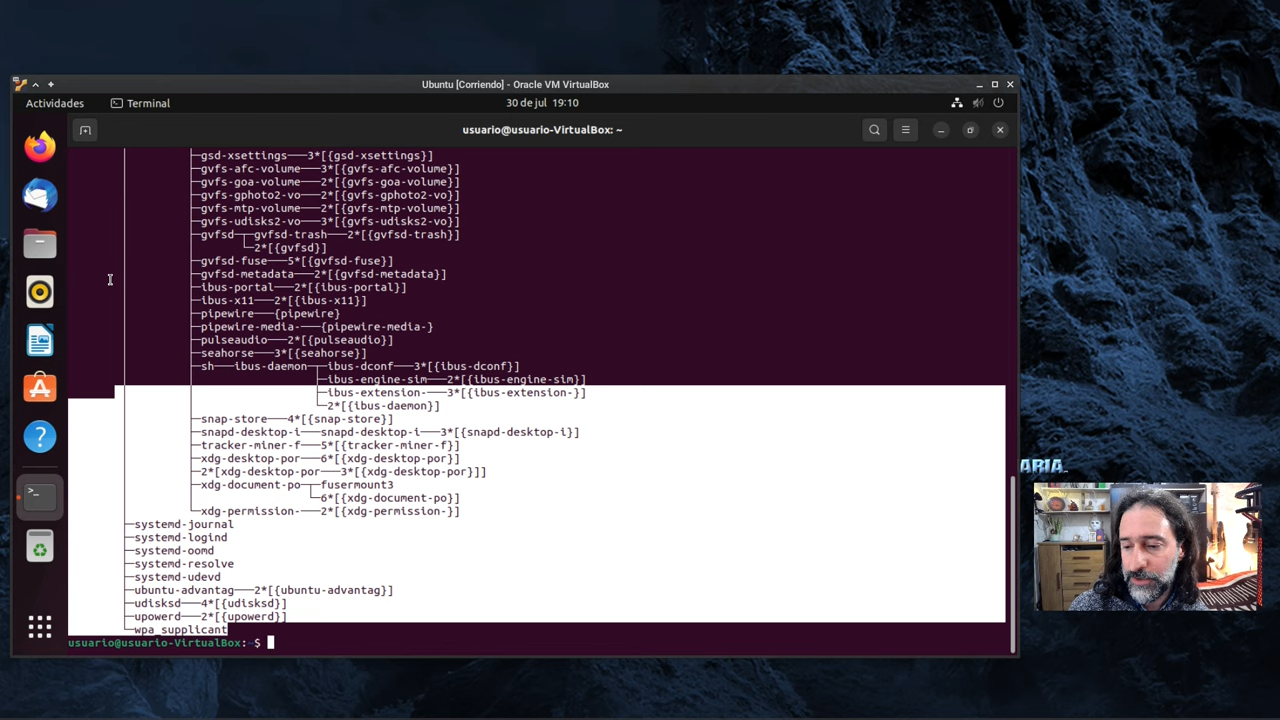 Ubuntu [Corriendo] - Oracle VM VirtualBox
Actividades
Terminal
30 de jul 19:10
usuario@usuario-VirtualBox: ~
├─gsd-xsettings───3*[{gsd-xsettings}]
├─gvfs-afc-volume───3*[{gvfs-afc-volume}]
├─gvfs-goa-volume───2*[{gvfs-goa-volume}]
├─gvfs-gphoto2-vo───2*[{gvfs-gphoto2-vo}]
├─gvfs-mtp-volume───2*[{gvfs-mtp-volume}]
├─gvfs-udisks2-vo───3*[{gvfs-udisks2-vo}]
├─gvfsd─┬─gvfsd-trash───2*[{gvfsd-trash}]
└─2*[{gvfsd}]
├─gvfsd-fuse───5*[{gvfsd-fuse}]
├─gvfsd-metadata───2*[{gvfsd-metadata}]
├─ibus-portal───2*[{ibus-portal}]
├─ibus-x11───2*[{ibus-x11}]
├─pipewire───{pipewire}
├─pipewire-media-───{pipewire-media-}
├─pulseaudio───2*[{pulseaudio}]
├─seahorse───3*[{seahorse}]
├─sh───ibus-daemon─┬─ibus-dconf───3*[{ibus-dconf}]
├─ibus-engine-sim───2*[{ibus-engine-sim}]
├─ibus-extension-───3*[{ibus-extension-}]
└─2*[{ibus-daemon}]
├─snap-store───4*[{snap-store}]
├─snapd-desktop-i───snapd-desktop-i───3*[{snapd-desktop-i}]
├─tracker-miner-f───5*[{tracker-miner-f}]
├─xdg-desktop-por───6*[{xdg-desktop-por}]
├─2*[xdg-desktop-por───3*[{xdg-desktop-por}]]
├─xdg-document-po─┬─fusermount3
└─6*[{xdg-document-po}]
└─xdg-permission-───2*[{xdg-permission-}]
├─systemd-journal
├─systemd-logind
├─systemd-oomd
├─systemd-resolve
├─systemd-udevd
├─ubuntu-advantag───2*[{ubuntu-advantag}]
├─udisksd───4*[{udisksd}]
├─upowerd───2*[{upowerd}]
└─wpa_supplicant
usuario@usuario-VirtualBox:~$
ARIA_